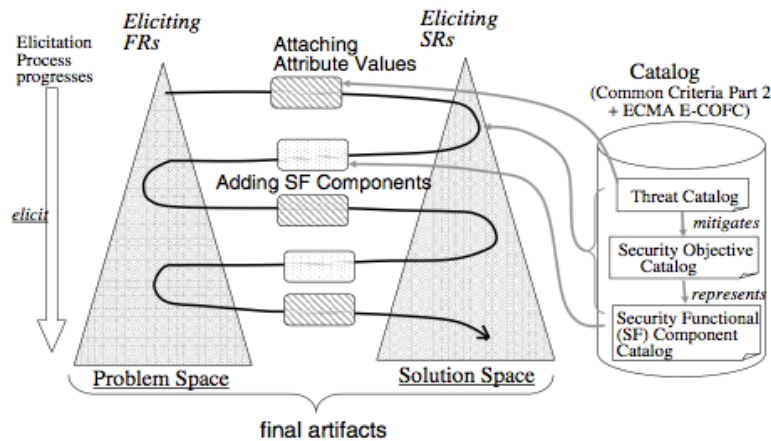 Eliciting
FRs
Eliciting
SRs
Elicitation
Process
progresses
Attaching
Attribute Values
Catalog
(Common Criteria Part 2
+ ECMA E-COFC)
Adding SF Components
elicit
Threat Catalog
mitigates
Security Objective
Catalog
represents
Security Functional
(SF) Component
Catalog
Problem Space
Solution Space
final artifacts